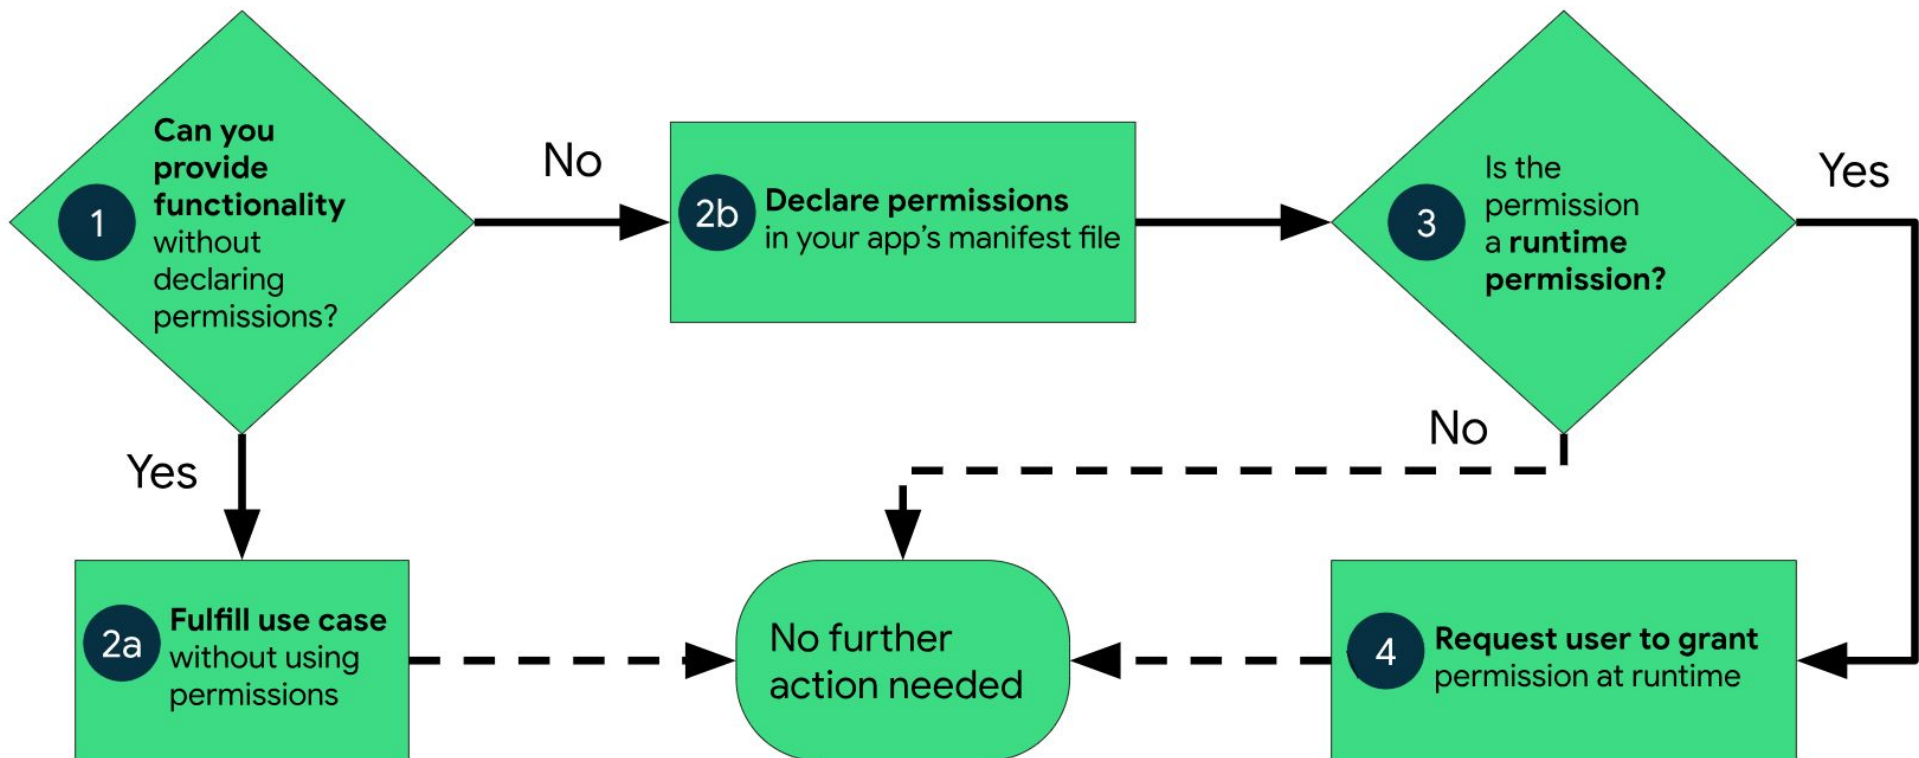 1
Can you
provide
functionality
without
declaring
permissions?
No
2b
Declare permissions
in your app's manifest file
3
Is the
permission
a runtime
permission?
Yes
No
Yes
2a
Fulfill use case
without using
permissions
No further
action needed
4
Request user to grant
permission at runtime